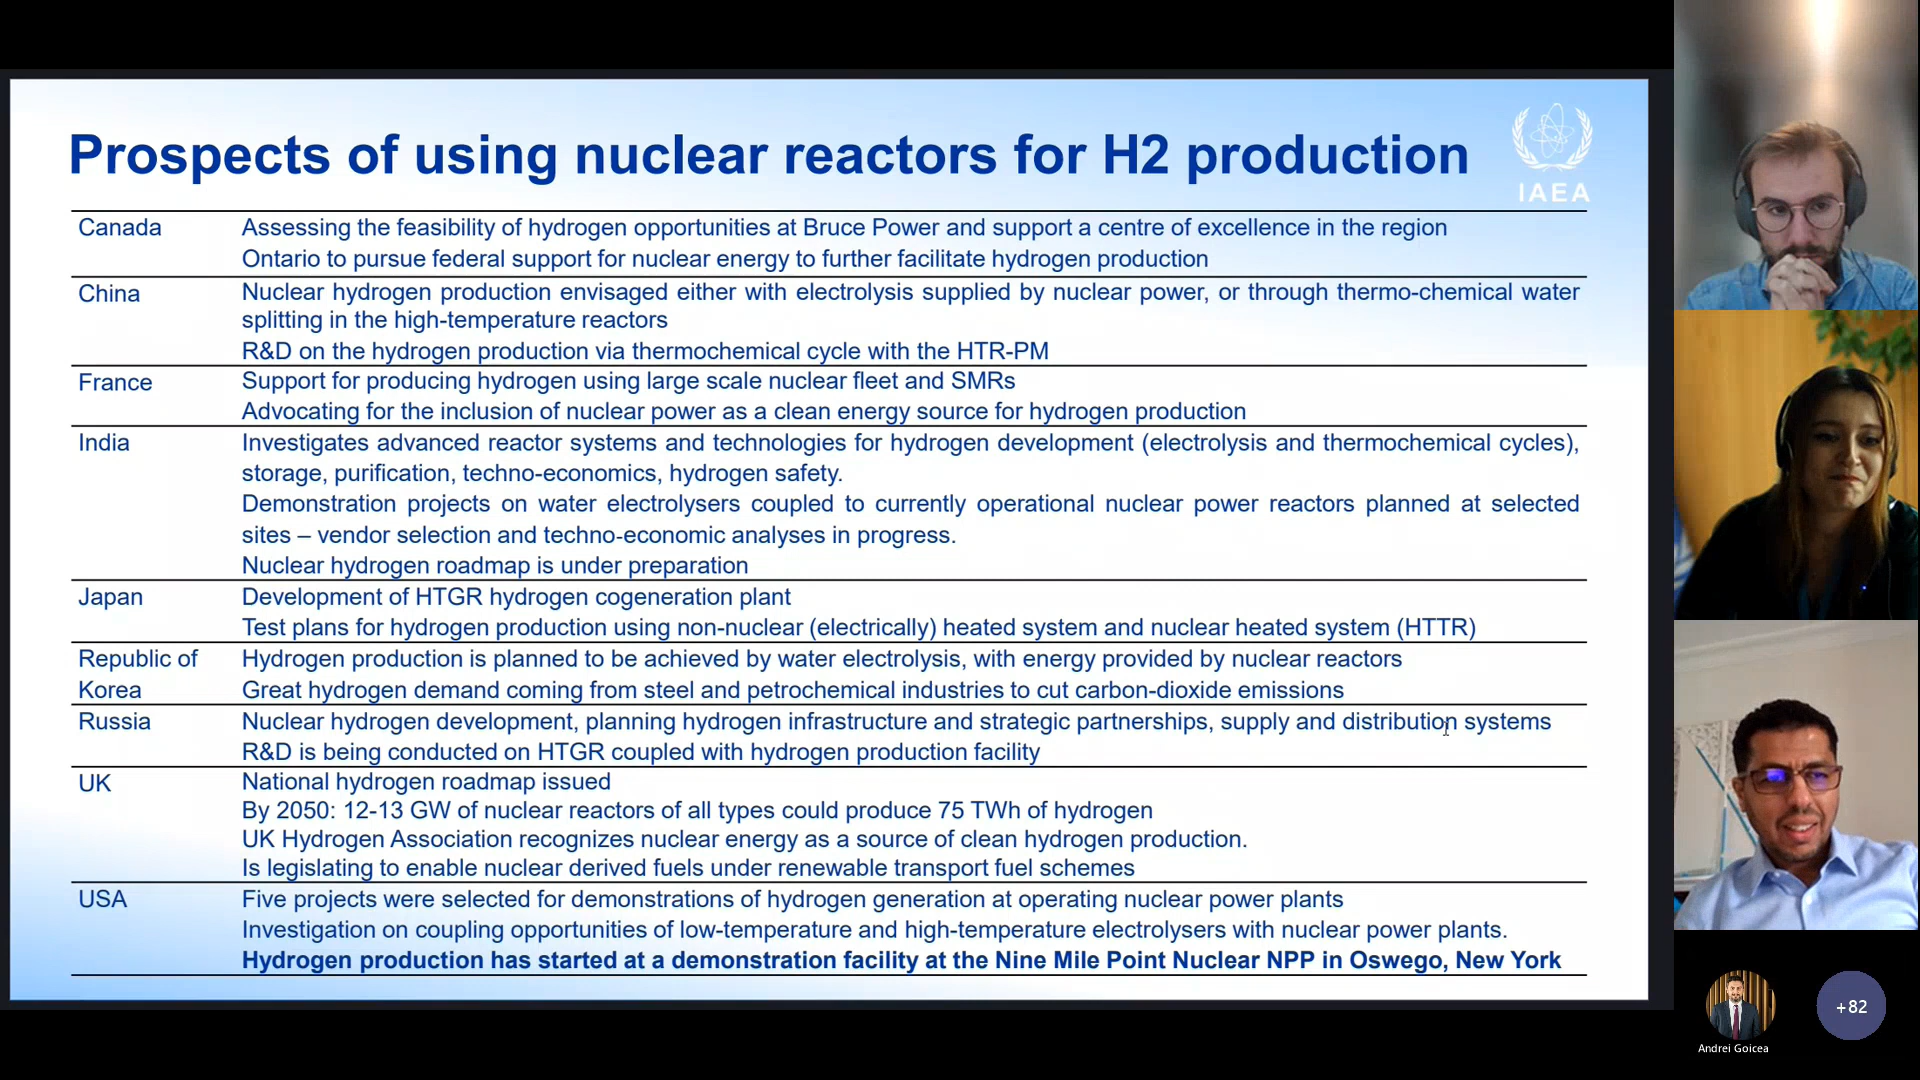 Prospects of using nuclear reactors for H2 production
IAEA
Canada
Assessing the feasibility of hydrogen opportunities at Bruce Power and support a centre of excellence in the region
Ontario to pursue federal support for nuclear energy to further facilitate hydrogen production
China
Nuclear hydrogen production envisaged either with electrolysis supplied by nuclear power, or through thermo-chemical water
splitting in the high-temperature reactors
R&D on the hydrogen production via thermochemical cycle with the HTR-PM
France
Support for producing hydrogen using large scale nuclear fleet and SMRs
Advocating for the inclusion of nuclear power as a clean energy source for hydrogen production
India
Investigates advanced reactor systems and technologies for hydrogen development (electrolysis and thermochemical cycles),
storage, purification, techno-economics, hydrogen safety.
Demonstration projects on water electrolysers coupled to currently operational nuclear power reactors planned at selected
sites – vendor selection and techno-economic analyses in progress.
Nuclear hydrogen roadmap is under preparation
Japan
Development of HTGR hydrogen cogeneration plant
Test plans for hydrogen production using non-nuclear (electrically) heated system and nuclear heated system (HTTR)
Republic of
Korea
Hydrogen production is planned to be achieved by water electrolysis, with energy provided by nuclear reactors
Great hydrogen demand coming from steel and petrochemical industries to cut carbon-dioxide emissions
Russia
Nuclear hydrogen development, planning hydrogen infrastructure and strategic partnerships, supply and distribution systems
R&D is being conducted on HTGR coupled with hydrogen production facility
UK
National hydrogen roadmap issued
By 2050: 12-13 GW of nuclear reactors of all types could produce 75 TWh of hydrogen
UK Hydrogen Association recognizes nuclear energy as a source of clean hydrogen production.
Is legislating to enable nuclear derived fuels under renewable transport fuel schemes
USA
Five projects were selected for demonstrations of hydrogen generation at operating nuclear power plants
Investigation on coupling opportunities of low-temperature and high-temperature electrolysers with nuclear power plants.
Hydrogen production has started at a demonstration facility at the Nine Mile Point Nuclear NPP in Oswego, New York
+82
Andrei Goicea